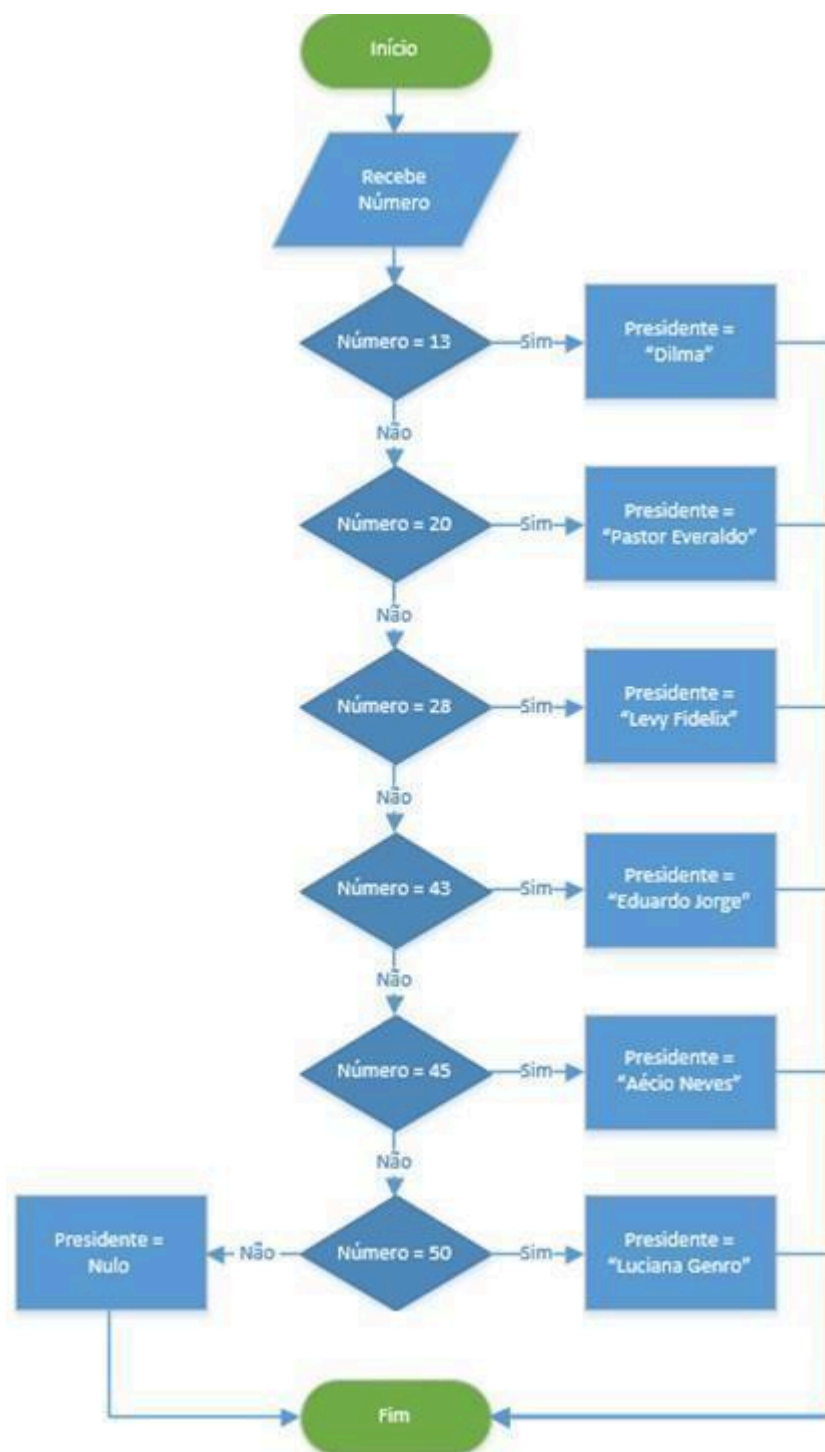 Início
Recebe
Número
Número = 13
Sim
Presidente =
“Dilma”
Não
Número = 20
Sim
Presidente =
“Pastor Everaldo”
Não
Número = 28
Sim
Presidente =
“Levy Fidelix”
Não
Número = 43
Sim
Presidente =
“Eduardo Jorge”
Não
Número = 45
Sim
Presidente =
“Aécio Neves”
Não
Presidente =
Nulo
Não
Número = 50
Sim
Presidente =
“Luciana Genro”
Fim